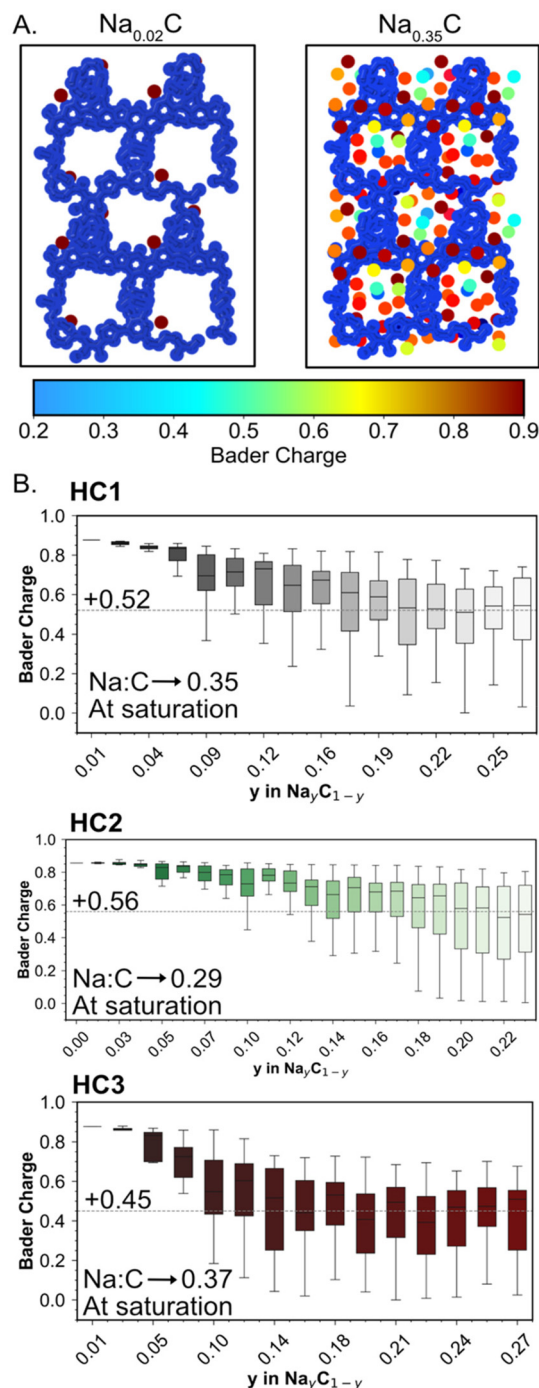 A.
Na0.02C
Na0.35C
0.2 0.3 0.4 0.5 0.6 0.7 0.8 0.9
Bader Charge
B.
HC1
1.0
0.8
0.6
0.4
0.2
0.0
Bader Charge
+0.52
Na:C→0.35
At saturation
0.01 0.04 0.09 0.12 0.16 0.19 0.22 0.25
y in NayC1−y
HC2
1.0
0.8
0.6
0.4
0.2
0.0
Bader Charge
+0.56
Na:C→0.29
At saturation
0.00 0.03 0.05 0.07 0.10 0.12 0.14 0.16 0.18 0.20 0.22
y in NayC1−y
HC3
1.0
0.8
0.6
0.4
0.2
0.0
Bader Charge
+0.45
Na:C→0.37
At saturation
0.01 0.05 0.10 0.14 0.18 0.21 0.24 0.27
y in NayC1−y